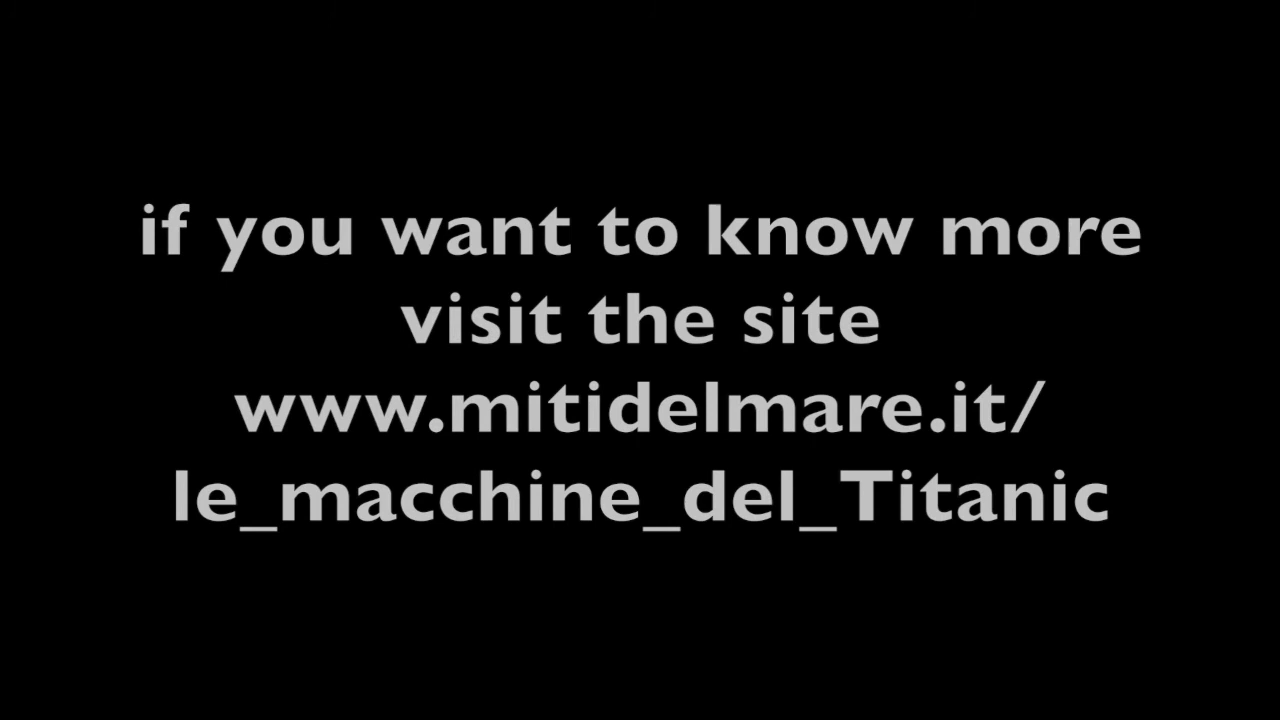 if you want to know more
visit the site
www.mitidelmare.it/
le_macchine_del_Titanic